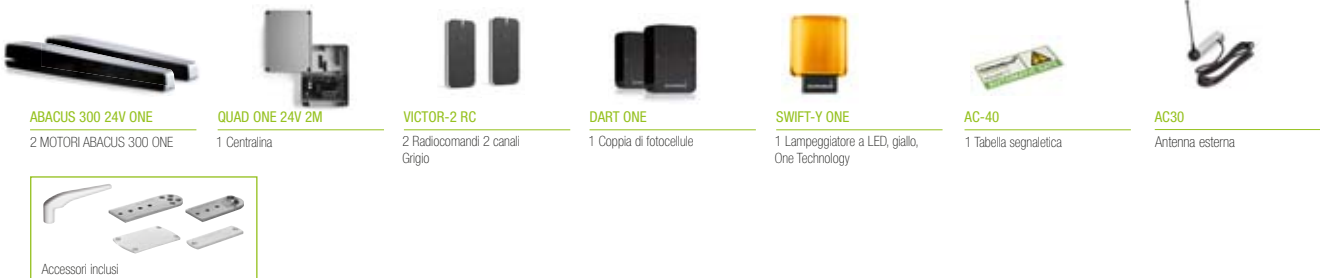 ABACUS 300 24V ONE
2 MOTORI ABACUS 300 ONE
QUAD ONE 24V 2M
1 Centralina
VICTOR-2 RC
2 Radiocomandi 2 canali
Grigio
DART ONE
1 Coppia di fotocellule
SWIFT-Y ONE
1 Lampeggiatore a LED, giallo,
One Technology
AC-40
1 Tabella segnaletica
AC30
Antenna esterna
Accessori inclusi